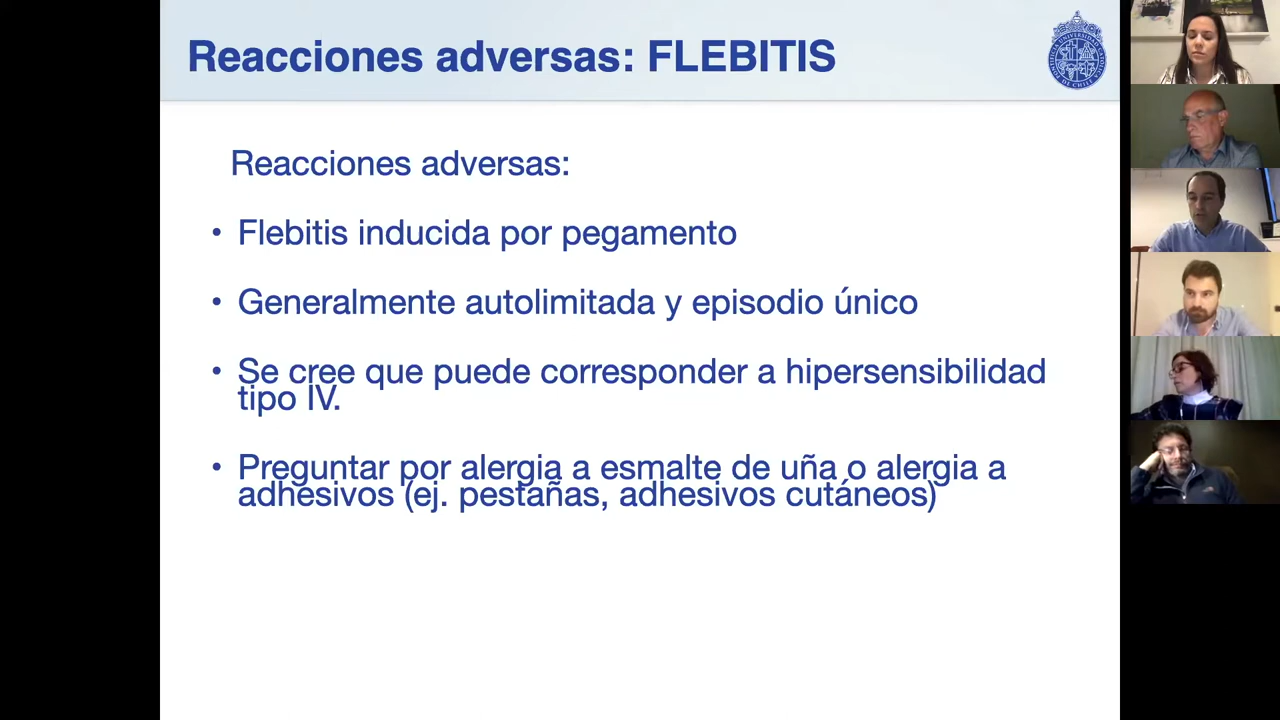 Reacciones adversas: FLEBITIS
Reacciones adversas:
• Flebitis inducida por pegamento
• Generalmente autolimitada y episodio único
• Se cree que puede corresponder a hipersensibilidad
tipo IV.
• Preguntar por alergia a esmalte de uña o alergia a
adhesivos (ej. pestañas, adhesivos cutáneos)